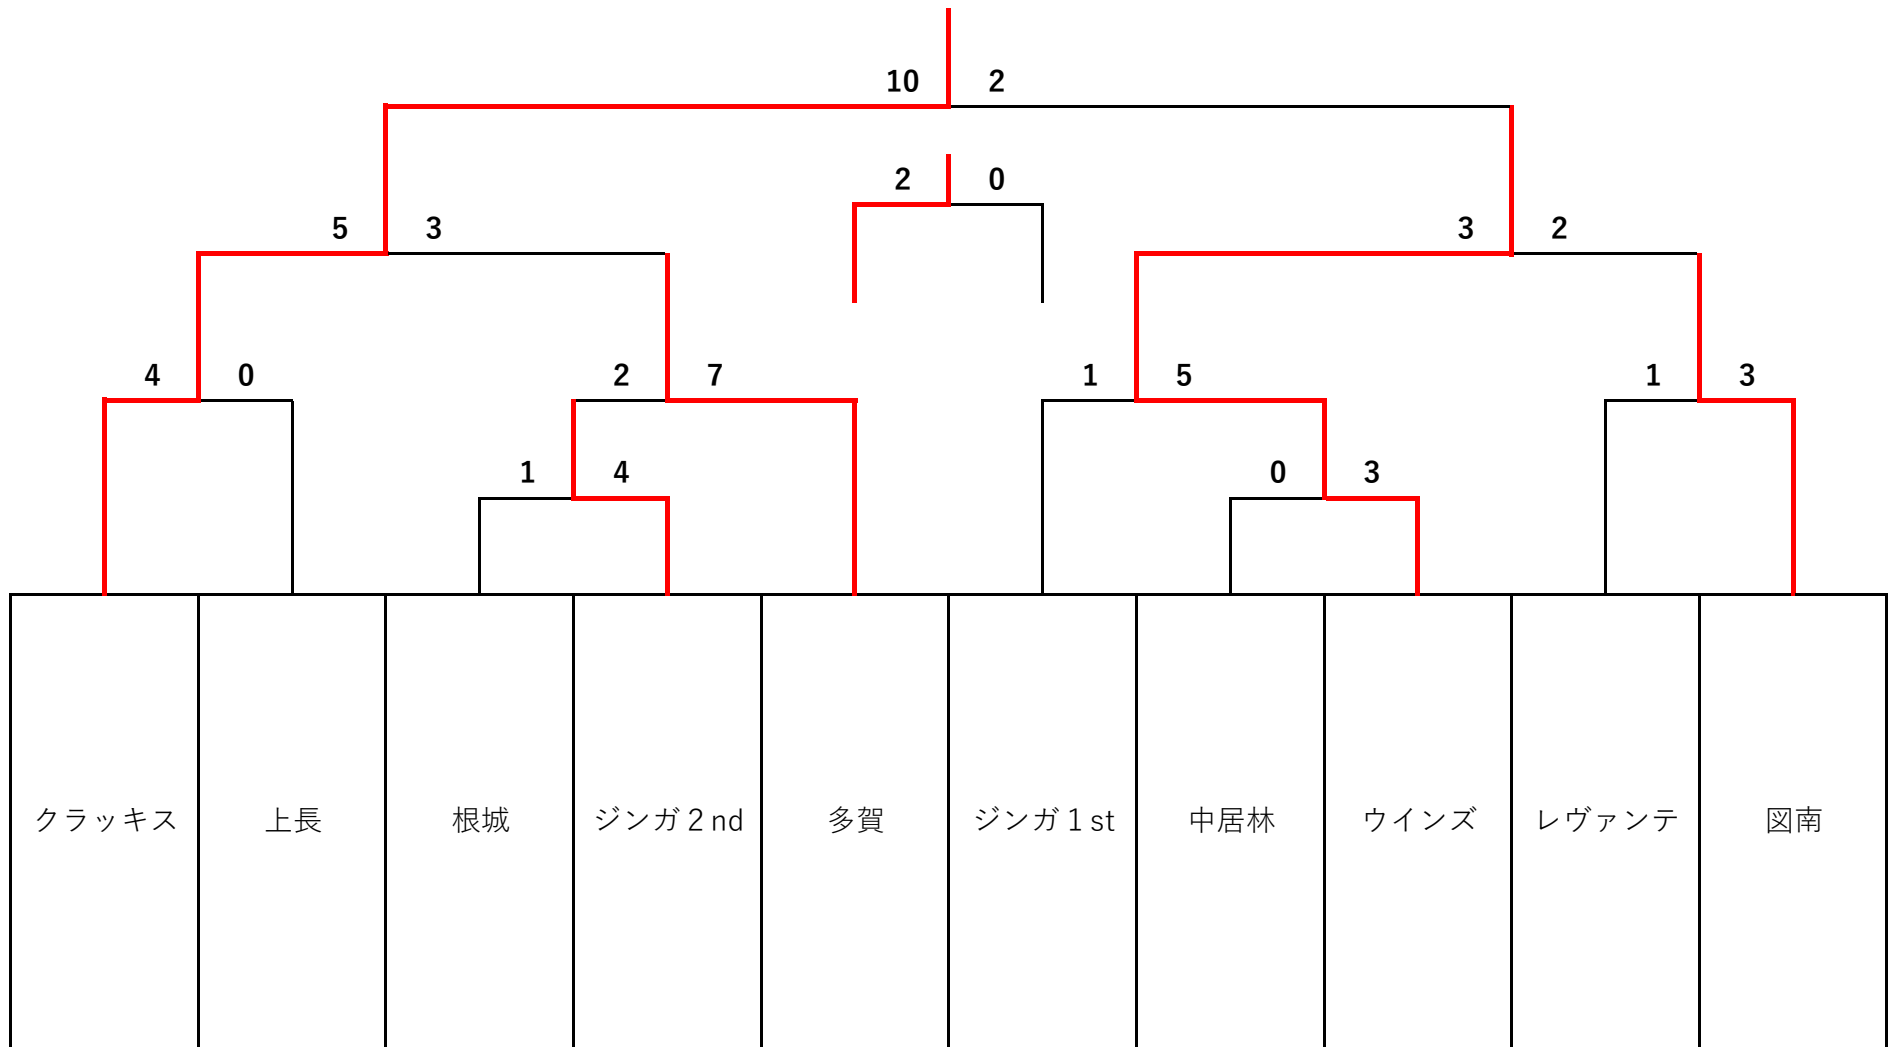 10 2
2 0
5 3 3 2
4 0 2 7 1 5 1 3
1 4 0 3
クラッキス 上長 根城 ジンガ２nd 多賀 ジンガ１st 中居林 ウインズ レヴァンテ 図南